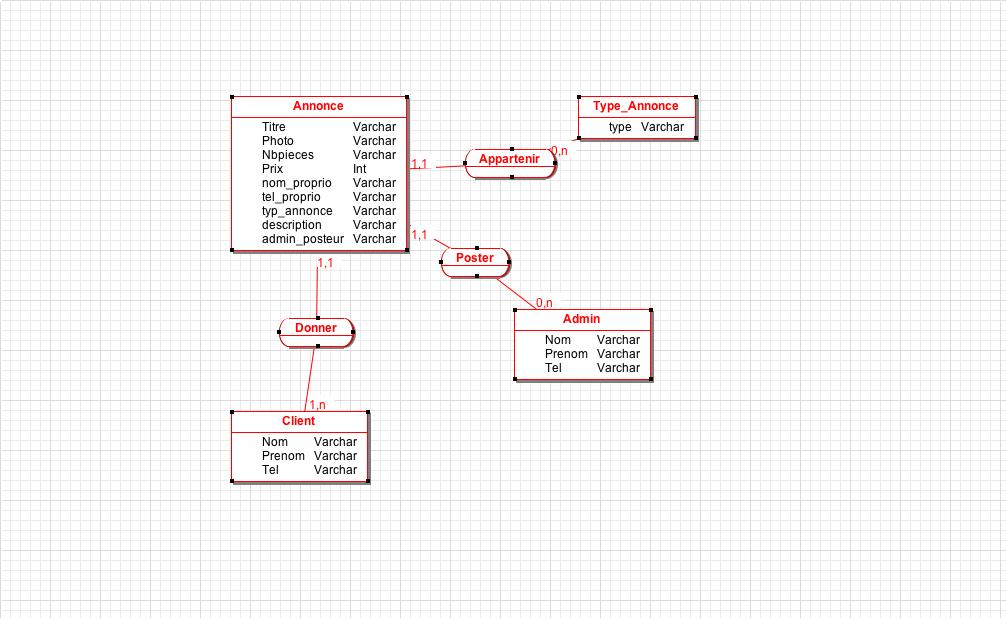 Annonce
Titre Varchar
Photo Varchar
Nbpieces Varchar
Prix Int
nom_proprio Varchar
tel_proprio Varchar
typ_annonce Varchar
description Varchar
admin_posteur Varchar
Type_Annonce
type Varchar
1,1
Appartenir
0,n
1,1
Poster
0,n
Admin
Nom Varchar
Prenom Varchar
Tel Varchar
1,1
Donner
1,n
Client
Nom Varchar
Prenom Varchar
Tel Varchar